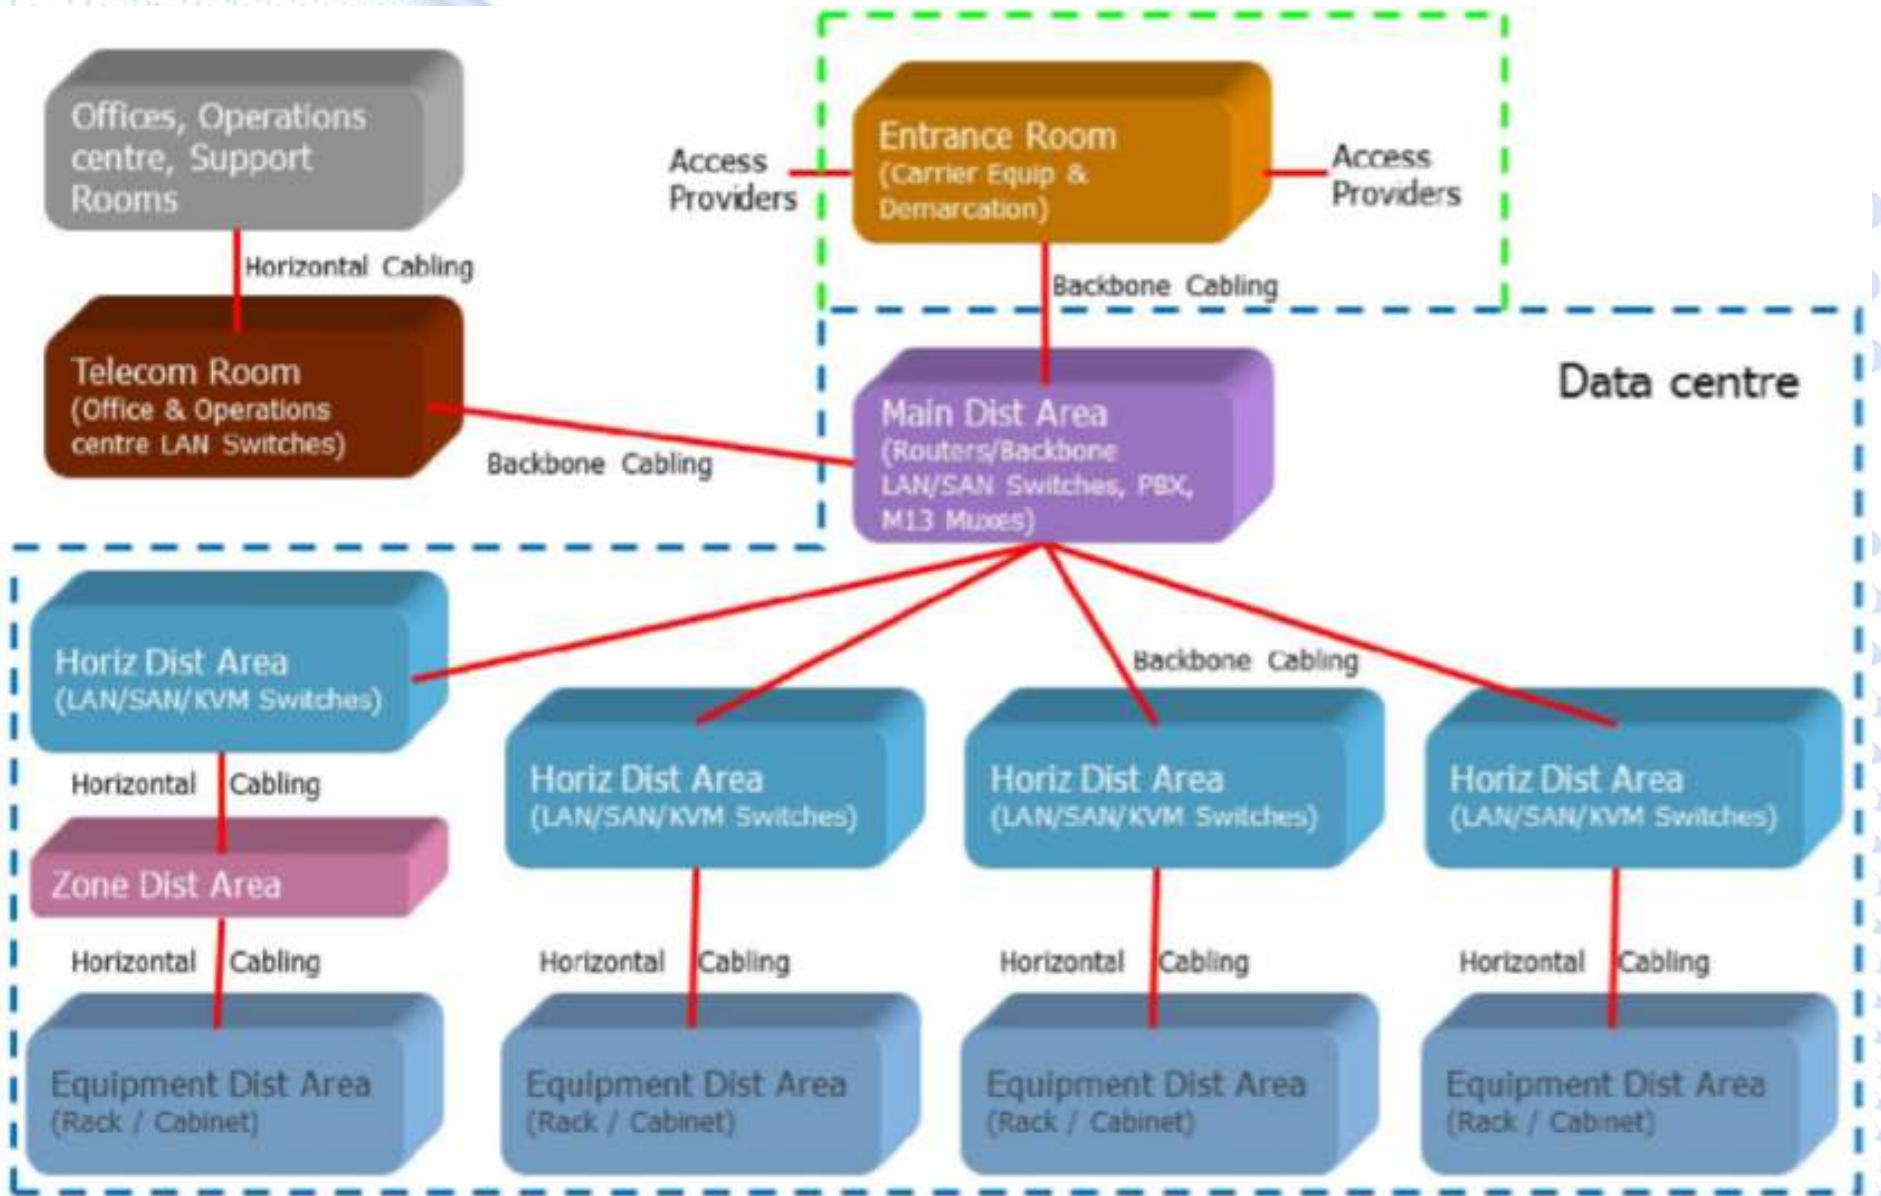 Offices, Operations
centre, Support
Rooms
Access
Providers
Entrance Room
(Carrier Equip &
Demarcation)
Access
Providers
Horizontal Cabling
Backbone Cabling
Telecom Room
(Office & Operations
centre LAN Switches)
Backbone Cabling
Main Dist Area
(Routers/Backbone
LAN/SAN Switches, PBX,
M13 Muxes)
Data centre
Horiz Dist Area
(LAN/SAN/KVM Switches)
Backbone Cabling
Horizontal Cabling
Horiz Dist Area
(LAN/SAN/KVM Switches)
Horiz Dist Area
(LAN/SAN/KVM Switches)
Horiz Dist Area
(LAN/SAN/KVM Switches)
Zone Dist Area
Horizontal Cabling
Horizontal Cabling
Horizontal Cabling
Horizontal Cabling
Equipment Dist Area
(Rack / Cabinet)
Equipment Dist Area
(Rack / Cabinet)
Equipment Dist Area
(Rack / Cabinet)
Equipment Dist Area
(Rack / Cabinet)